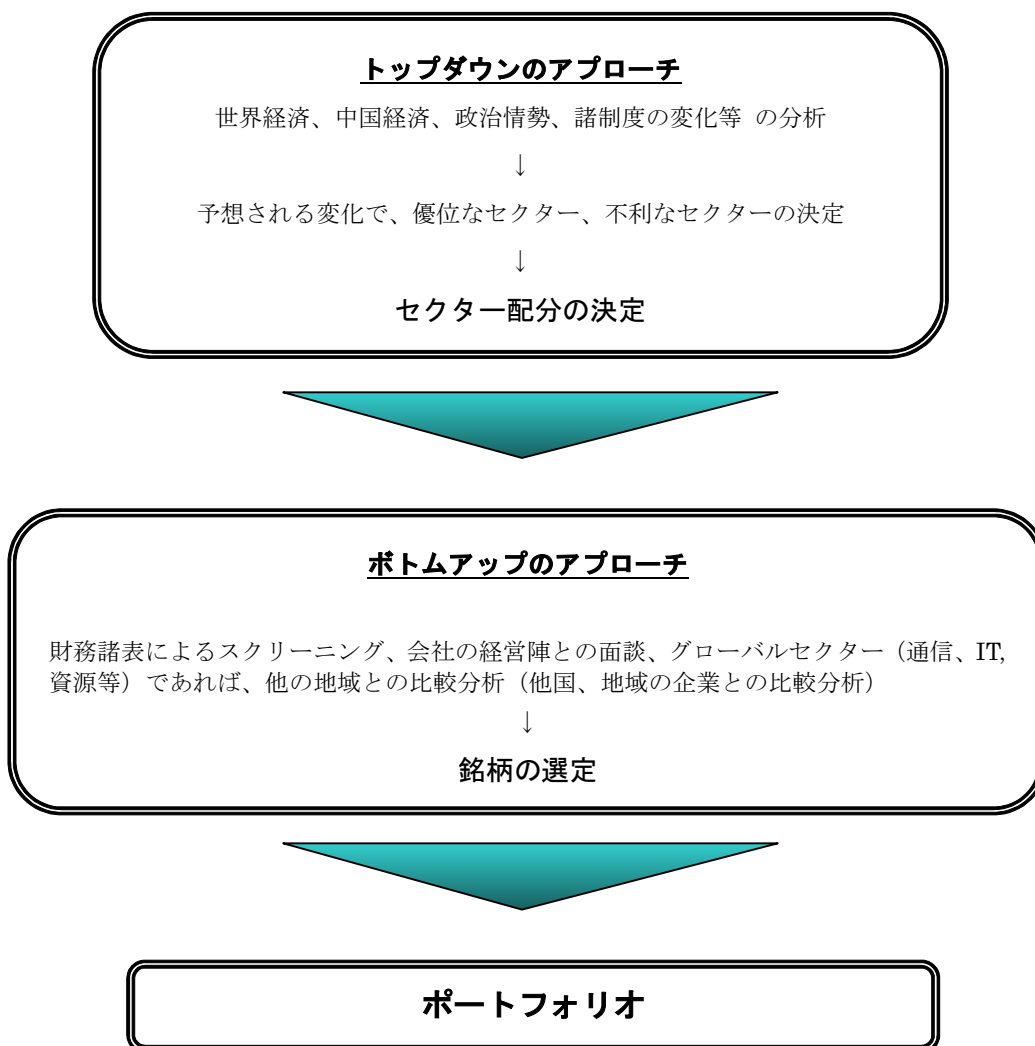 トップダウンのアプローチ
世界経済、中国経済、政治情勢、諸制度の変化等 の分析
↓
予想される変化で、優位なセクター、不利なセクターの決定
↓
セクター配分の決定
ボトムアップのアプローチ
財務諸表によるスクリーニング、会社の経営陣との面談、グローバルセクター（通信、IT,
資源等）であれば、他の地域との比較分析（他国、地域の企業との比較分析）
↓
銘柄の選定
ポートフォリオ